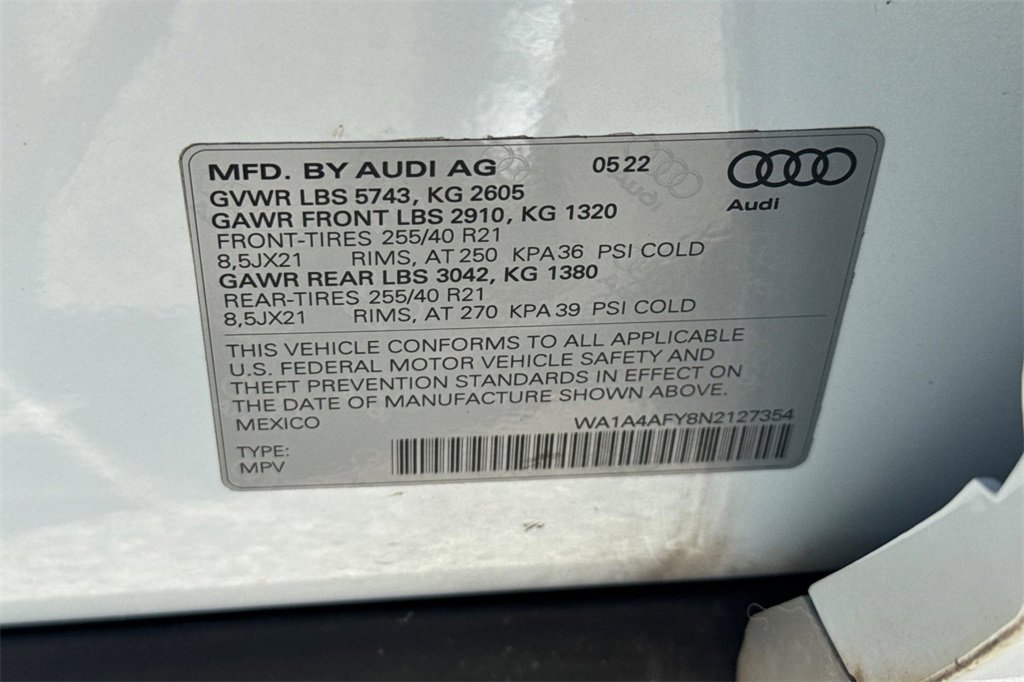 MFD. BY AUDI AG 05 22
Audi
GVWR LBS 5743, KG 2605
GAWR FRONT LBS 2910, KG 1320
FRONT-TIRES 255/40 R21
8,5JX21 RIMS, AT 250 KPA36 PSI COLD
GAWR REAR LBS 3042, KG 1380
REAR-TIRES 255/40 R21
8,5JX21 RIMS, AT 270 KPA 39 PSI COLD
THIS VEHICLE CONFORMS TO ALL APPLICABLE
U.S. FEDERAL MOTOR VEHICLE SAFETY AND
THEFT PREVENTION STANDARDS IN EFFECT ON
THE DATE OF MANUFACTURE SHOWN ABOVE.
MEXICO WA1A4AFY8N2127354
TYPE:
MPV